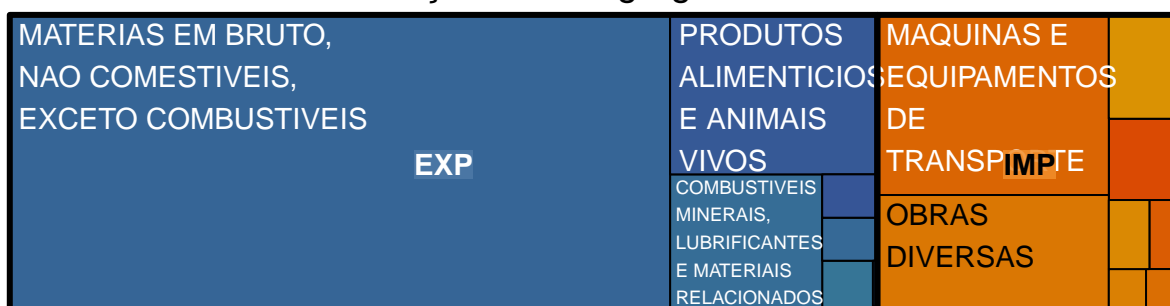 MATERIAS EM BRUTO,
NAO COMESTIVEIS,
EXCETO COMBUSTIVEIS
EXP
PRODUTOS
ALIMENTICIOS
E ANIMAIS
VIVOS
COMBUSTIVEIS
MINERAIS,
LUBRIFICANTES
E MATERIAIS
RELACIONADOS
MAQUINAS E
EQUIPAMENTOS
DE
TRANSPORTE
IMP
OBRAS
DIVERSAS